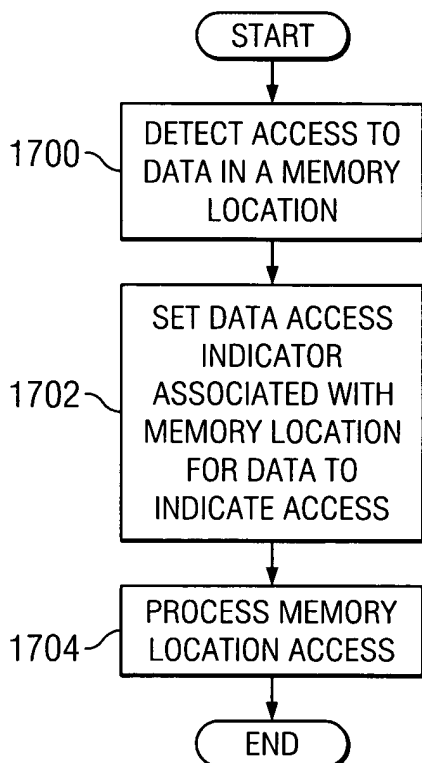 START
1700
DETECT ACCESS TO
DATA IN A MEMORY
LOCATION
1702
SET DATA ACCESS
INDICATOR
ASSOCIATED WITH
MEMORY LOCATION
FOR DATA TO
INDICATE ACCESS
1704
PROCESS MEMORY
LOCATION ACCESS
END